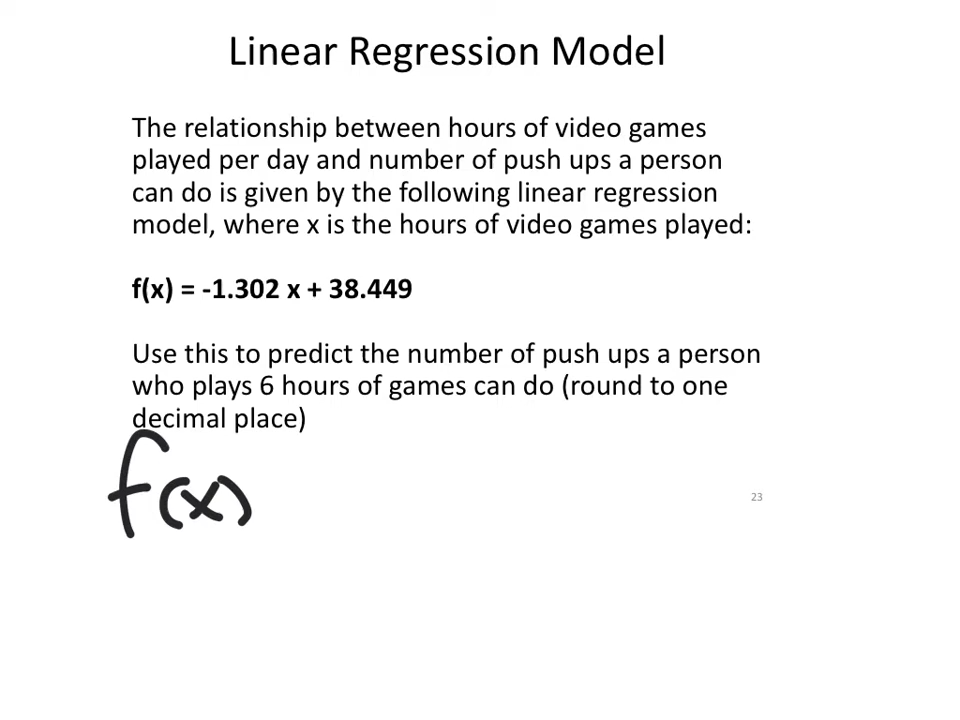 Linear Regression Model
The relationship between hours of video games
played per day and number of push ups a person
can do is given by the following linear regression
model, where x is the hours of video games played:
f(x) = -1.302 x + 38.449
Use this to predict the number of push ups a person
who plays 6 hours of games can do (round to one
decimal place)
f(x)
23